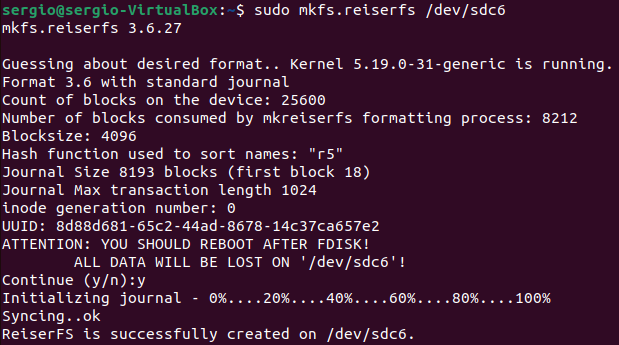 sergio@sergio-VirtualBox:~$ sudo mkfs.reiserfs /dev/sdc6
mkfs.reiserfs 3.6.27
Guessing about desired format.. Kernel 5.19.0-31-generic is running.
Format 3.6 with standard journal
Count of blocks on the device: 25600
Number of blocks consumed by mkreiserfs formatting process: 8212
Blocksize: 4096
Hash function used to sort names: "r5"
Journal Size 8193 blocks (first block 18)
Journal Max transaction length 1024
inode generation number: 0
UUID: 8d88d681-65c2-44ad-8678-14c37ca657e2
ATTENTION: YOU SHOULD REBOOT AFTER FDISK!
        ALL DATA WILL BE LOST ON '/dev/sdc6'!
Continue (y/n):y
Initializing journal - 0%....20%....40%....60%....80%....100%
Syncing..ok
ReiserFS is successfully created on /dev/sdc6.